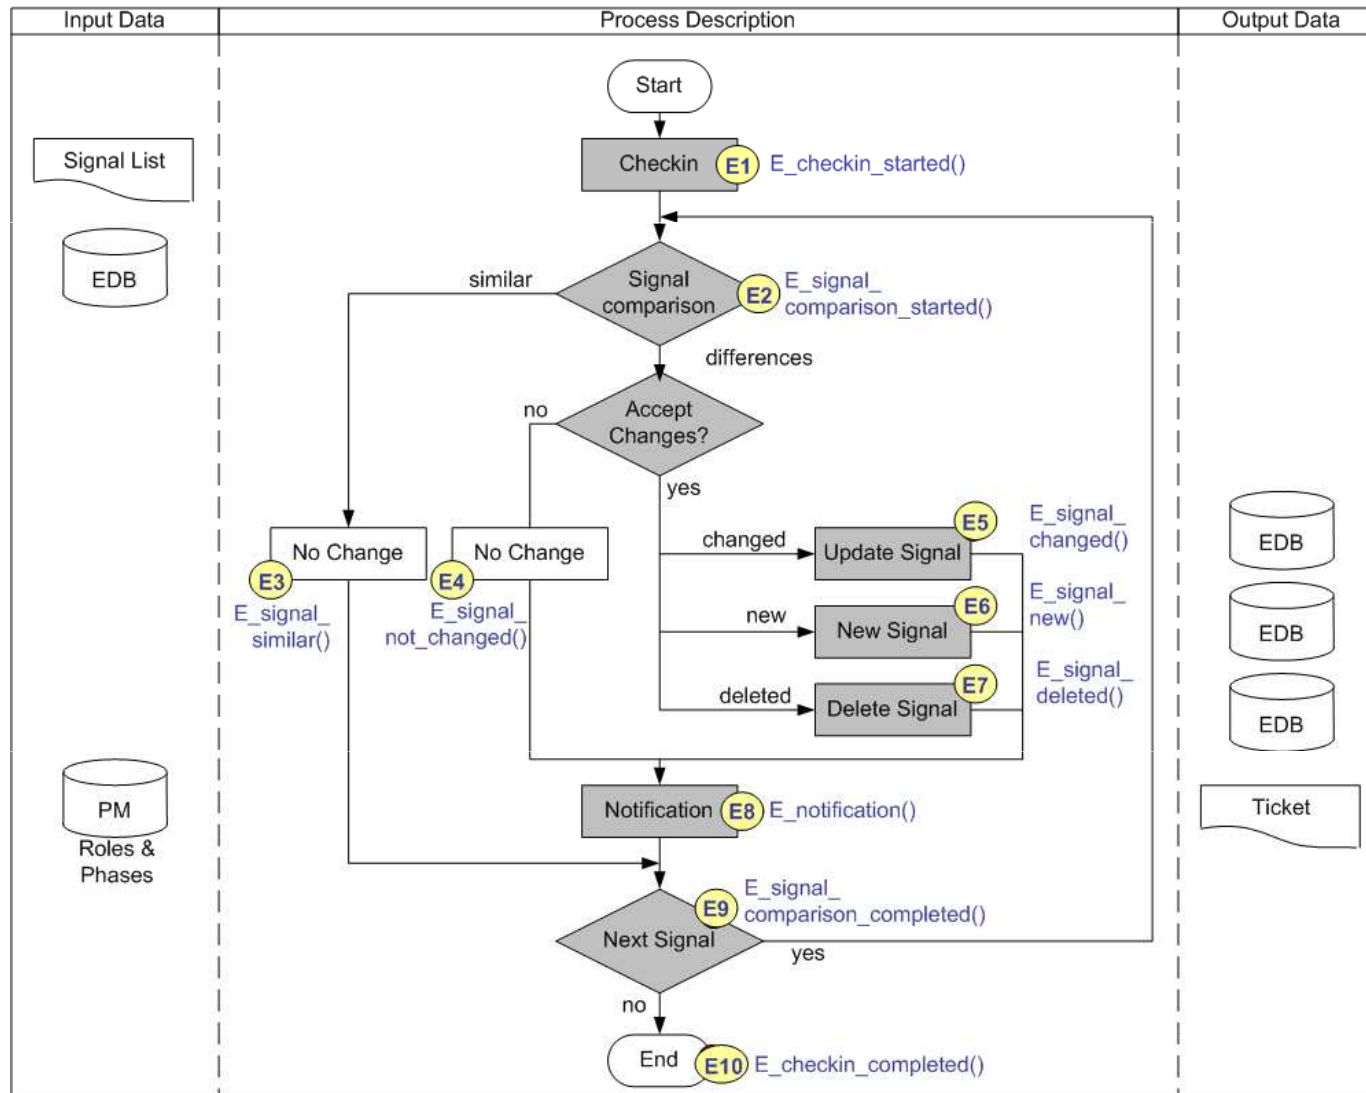 Input Data
Process Description
Output Data
Start
Signal List
Checkin
E1
E_checkin_started()
EDB
similar
Signal
comparison
E2
E_signal_
comparison_started()
differences
no
Accept
Changes?
yes
No Change
E3
E_signal_
similar()
No Change
E4
E_signal_
not_changed()
changed
Update Signal
E5
E_signal_
changed()
EDB
new
New Signal
E6
E_signal_
new()
EDB
deleted
Delete Signal
E7
E_signal_
deleted()
EDB
PM
Roles &
Phases
Notification
E8
E_notification()
Ticket
Next Signal
E9
E_signal_
comparison_completed()
yes
no
End
E10
E_checkin_completed()